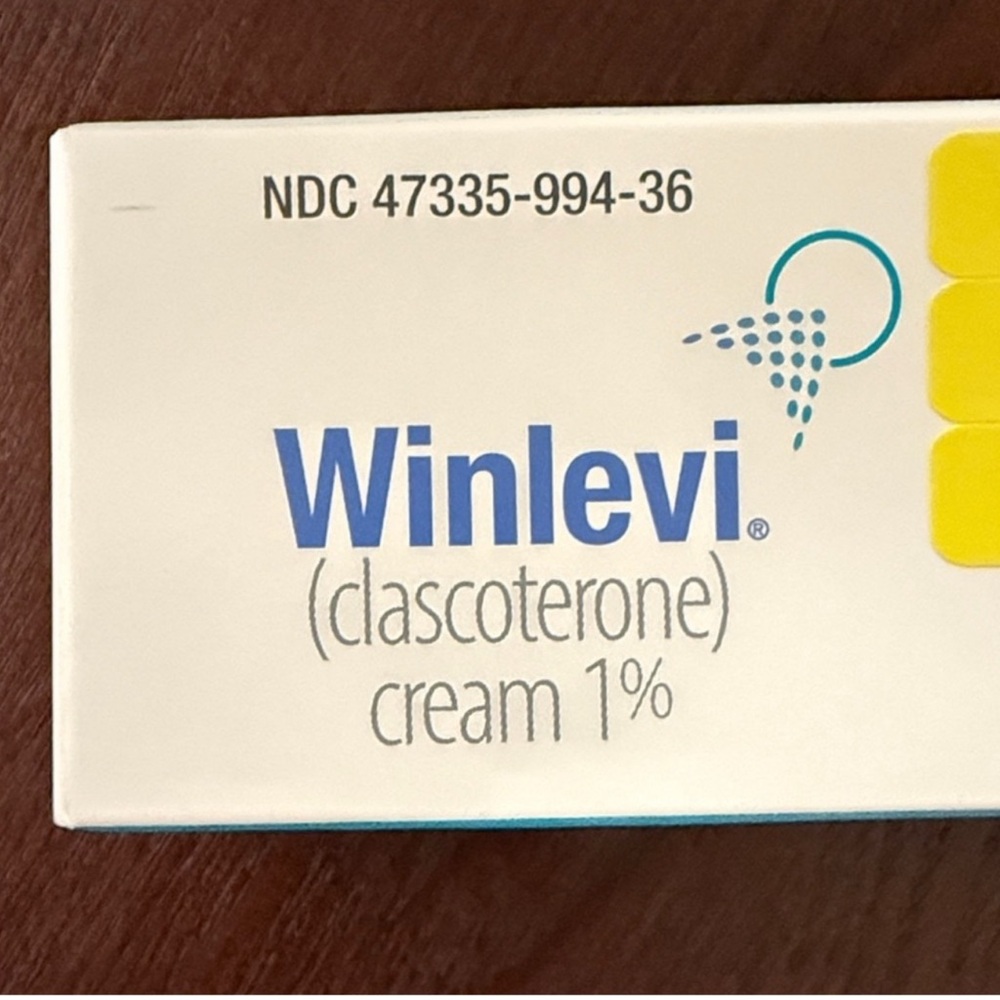 NDC 47335-994-36
Winlevi®
(clascoterone)
cream 1%